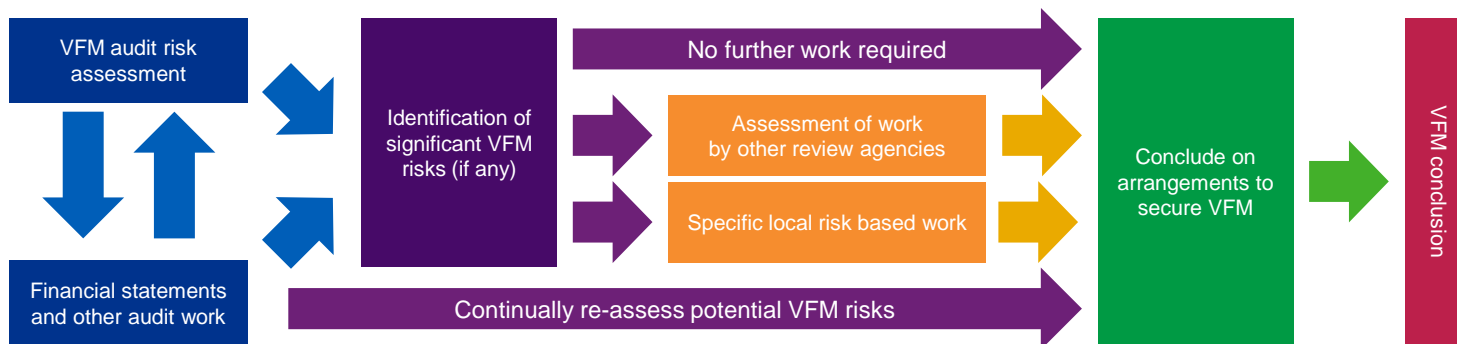 VFM audit risk
assessment
Financial statements
and other audit work
Identification of
significant VFM
risks (if any)
No further work required
Assessment of work
by other review agencies
Specific local risk based work
Continually re-assess potential VFM risks
Conclude on
arrangements to
secure VFM
VFM conclusion